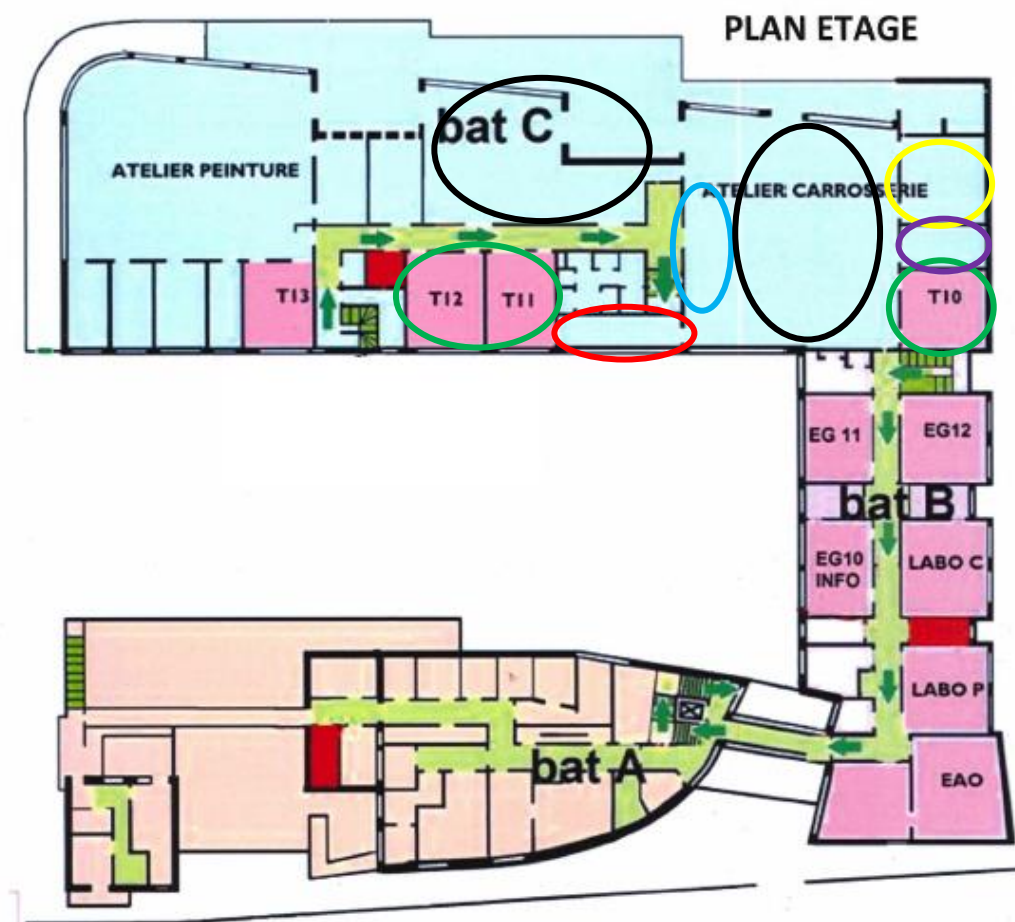 PLAN ETAGE
bat C
ATELIER PEINTURE
ATELIER CARROSSERIE
T13
T12
T11
T10
EG 11
EG12
bat B
EG10
INFO
LABO C
LABO P
bat A
EAO